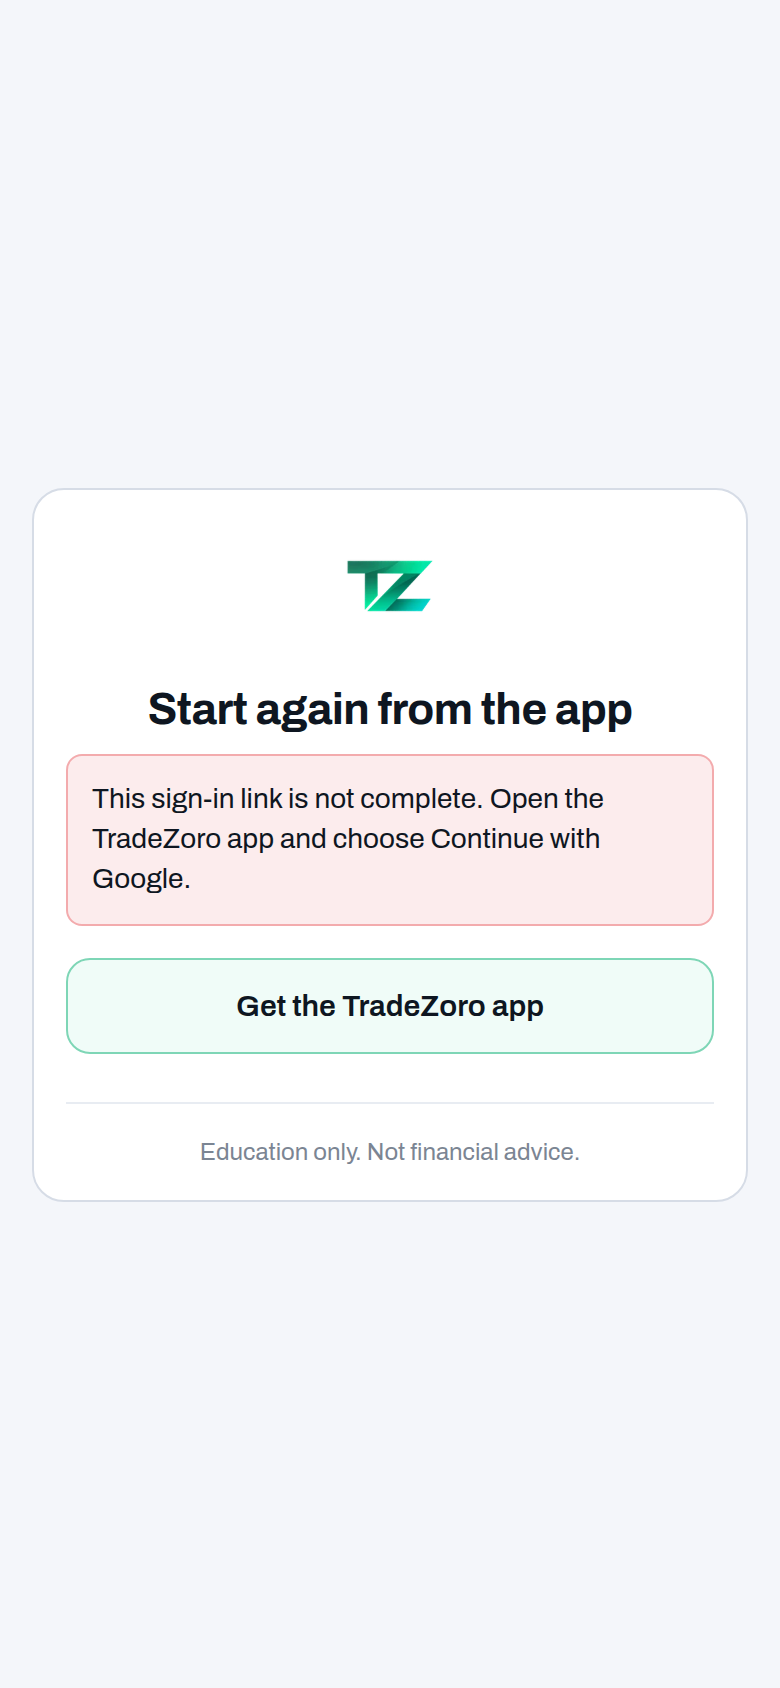 TZ
Start again from the app
This sign-in link is not complete. Open the
TradeZoro app and choose Continue with
Google.
Get the TradeZoro app
Education only. Not financial advice.